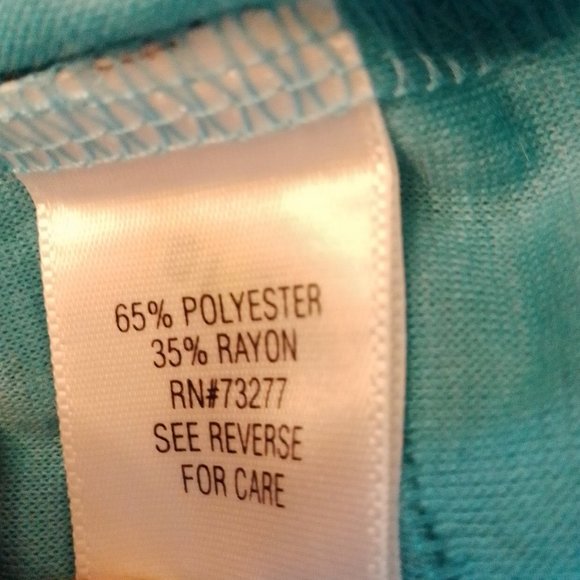 65% POLYESTER
35% RAYON
RN#73277
SEE REVERSE
FOR CARE